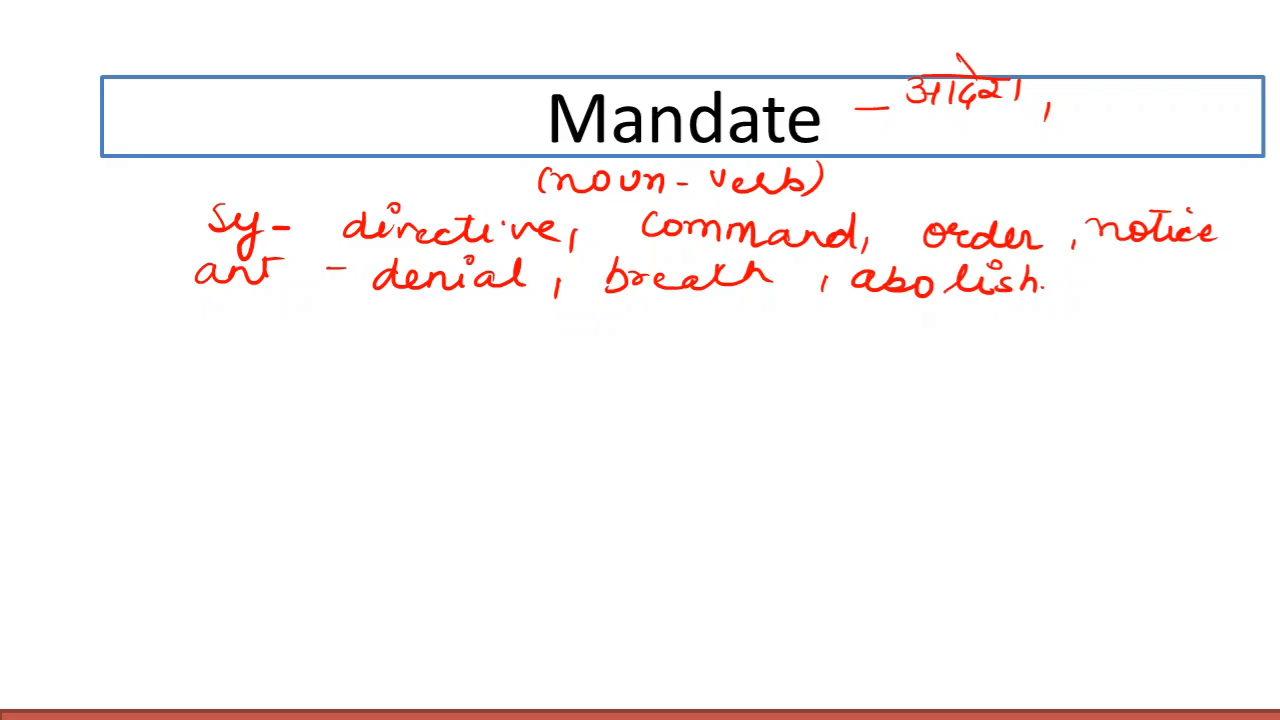 Mandate - आदेश,
(noun - verb)
Sy - directive, command, order, notice
ant - denial, breath, abolish.